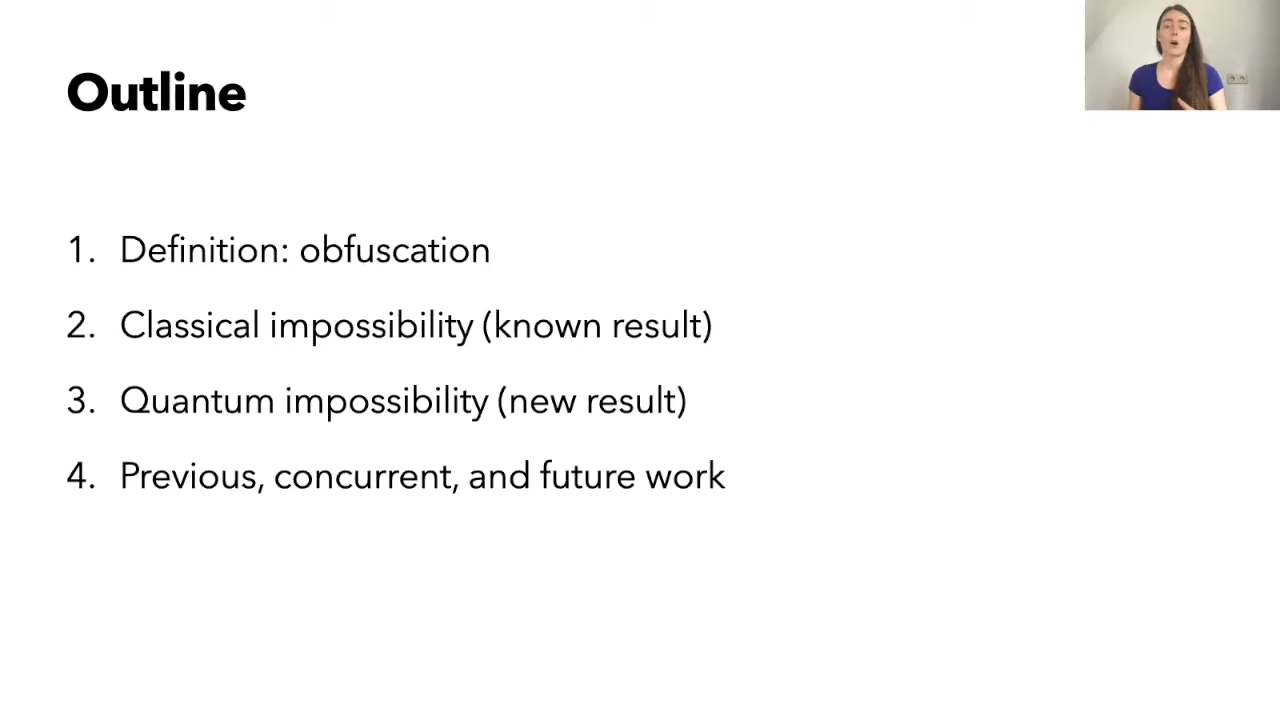 Outline
1. Definition: obfuscation
2. Classical impossibility (known result)
3. Quantum impossibility (new result)
4. Previous, concurrent, and future work